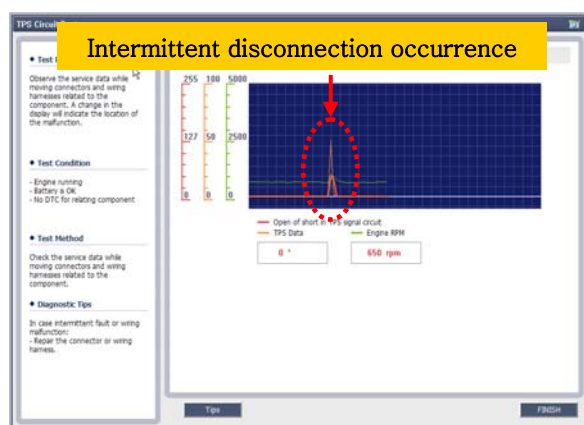 TPS Circuit
Intermittent disconnection occurrence
◆ Test
Observe the service data while
moving connectors and wiring
harnesses related to the
component. A change in the
display will indicate the location of
the malfunction.
◆ Test Condition
- Engine running
- Battery is OK
- No DTC for relating component
◆ Test Method
Check the service data while
moving connectors and wiring
harnesses related to the
component.
◆ Diagnostic Tips
In case intermittent fault or wiring
malfunction:
- Repair the connector or wiring
harness.
255 100 5000
127 50 2500
0 0 0
Open of short in TPS signal circuit
TPS Data Engine RPM
0 ° 650 rpm
Tips FINISH